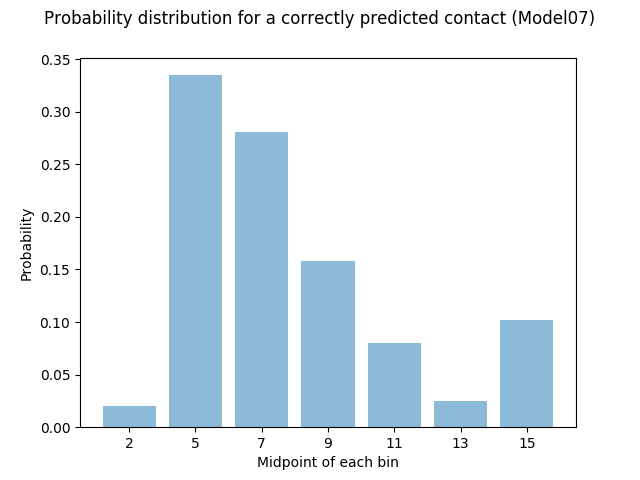 Probability distribution for a correctly predicted contact (Model07)
0.35
0.30
0.25
0.20
0.15
0.10
0.05
0.00
Probability
2 5 7 9 11 13 15
Midpoint of each bin